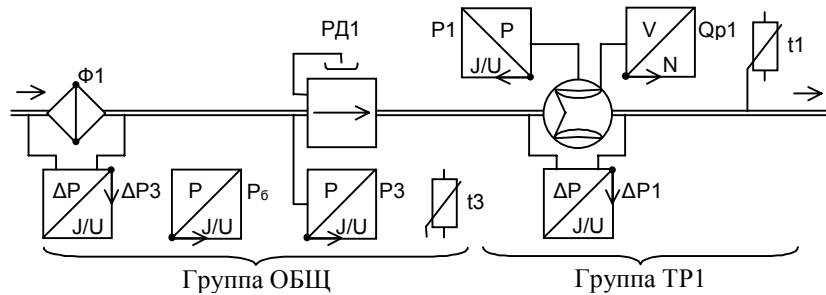 РД1
P1
P
J/U
V
N
Qp1
t1
Ф1
ΔP
J/U
ΔP3
P
J/U
Pб
P
J/U
P3
t3
ΔP
J/U
ΔP1
Группа ОБЩ
Группа ТР1